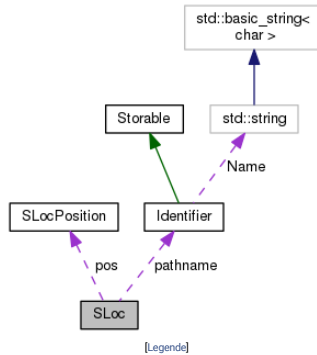 std::basic_string<
char >
Storable
std::string
Name
SLocPosition
Identifier
pos
pathname
SLoc
[Legende]